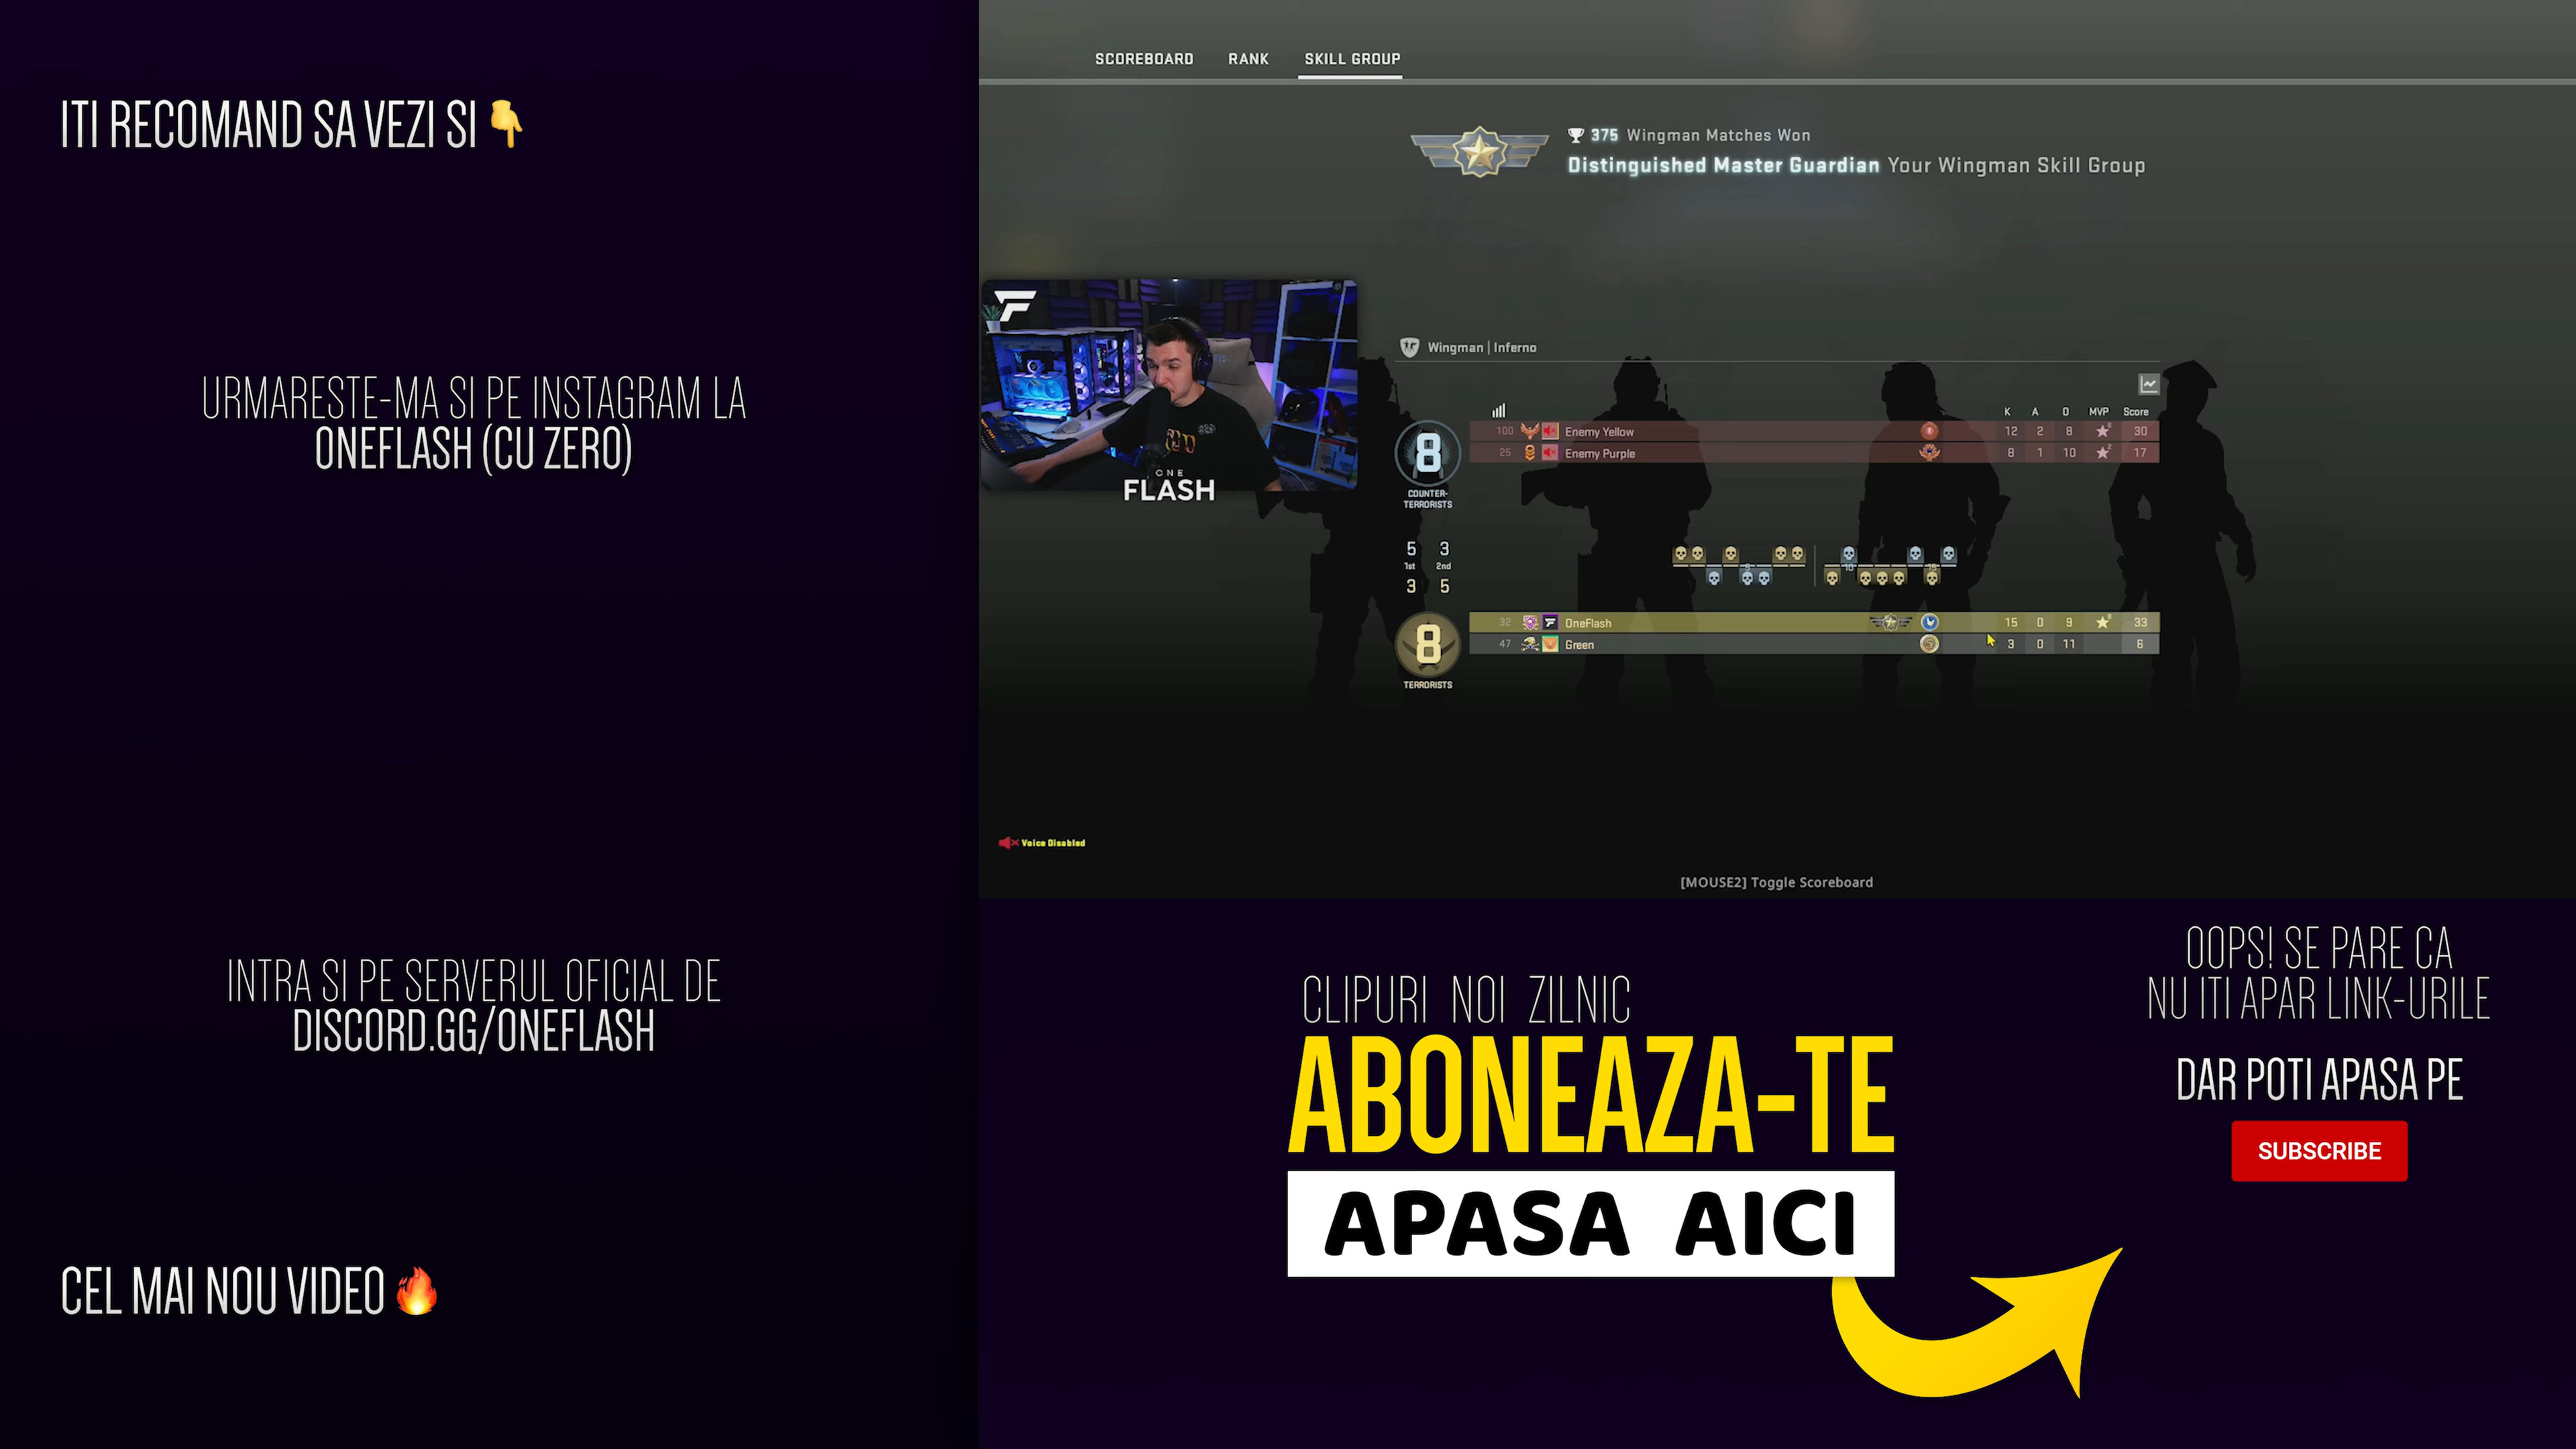 ITI RECOMAND SA VEZI SI 👇
URMARESTE-MA SI PE INSTAGRAM LA
ONEFLASH (CU ZERO)
INTRA SI PE SERVERUL OFICIAL DE
DISCORD.GG/ONEFLASH
CEL MAI NOU VIDEO 🔥
SCOREBOARD RANK SKILL GROUP
375 Wingman Matches Won
Distinguished Master Guardian Your Wingman Skill Group
ONE
FLASH
Wingman | Inferno
K A D MVP Score
8
COUNTER-
TERRORISTS
100 Enemy Yellow 12 2 8 30
25 Enemy Purple 8 1 10 17
5 3
1st 2nd
3 5
10
8
TERRORISTS
32 OneFlash 15 0 9 33
47 Green 3 0 11 6
Voice Disabled
[MOUSE2] Toggle Scoreboard
CLIPURI NOI ZILNIC
ABONEAZA-TE
APASA AICI
OOPS! SE PARE CA
NU ITI APAR LINK-URILE
DAR POTI APASA PE
SUBSCRIBE